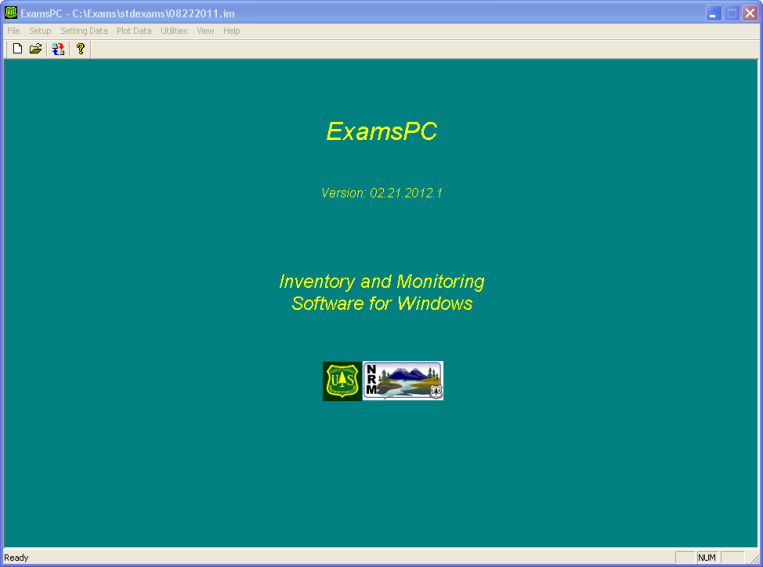 ExamsPC - C:\Exams\stdexams\08222011.im
File Setup Setting Data Plot Data Utilities View Help
ExamsPC
Version: 02.21.2012.1
Inventory and Monitoring
Software for Windows
U S
NRM
Ready
NUM